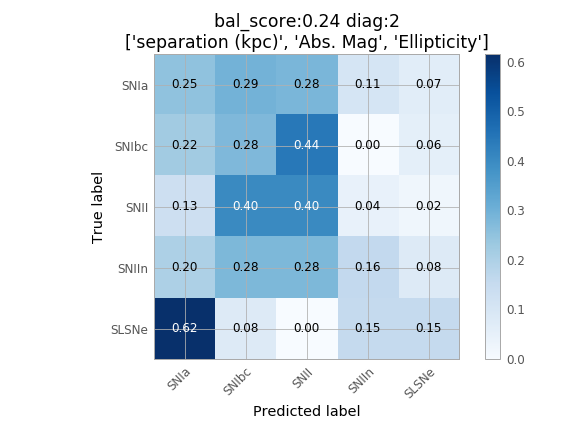 bal_score:0.24 diag:2
['separation (kpc)', 'Abs. Mag', 'Ellipticity']
True label
SNIa 0.25 0.29 0.28 0.11 0.07
SNIbc 0.22 0.28 0.44 0.00 0.06
SNII 0.13 0.40 0.40 0.04 0.02
SNIIn 0.20 0.28 0.28 0.16 0.08
SLSNe 0.62 0.08 0.00 0.15 0.15
SNIa SNIbc SNII SNIIn SLSNe
Predicted label
0.6
0.5
0.4
0.3
0.2
0.1
0.0